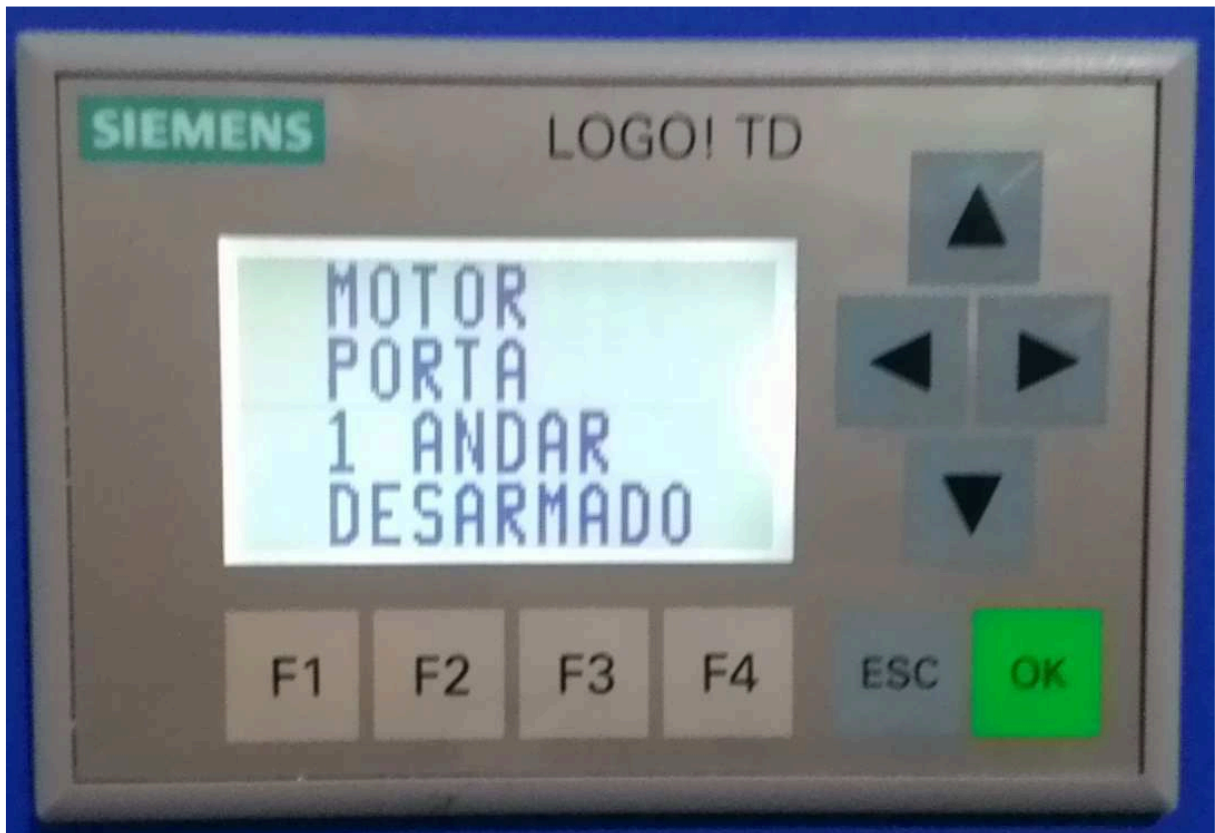 SIEMENS LOGO! TD
MOTOR
PORTA
1 ANDAR
DESARMADO
F1 F2 F3 F4 ESC OK